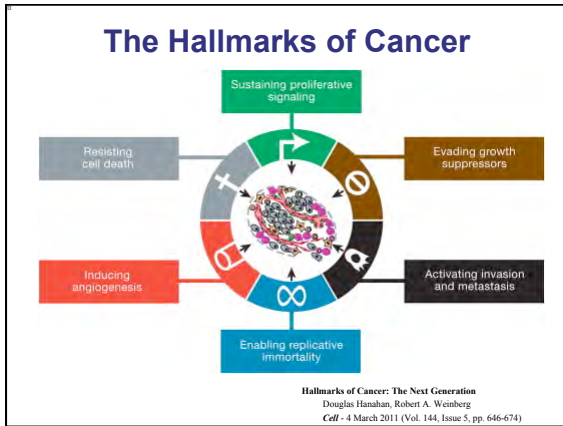 The Hallmarks of Cancer
Sustaining proliferative
signaling
Resisting
cell death
Evading growth
suppressors
Inducing
angiogenesis
Activating invasion
and metastasis
Enabling replicative
immortality
Hallmarks of Cancer: The Next Generation
Douglas Hanahan, Robert A. Weinberg
Cell - 4 March 2011 (Vol. 144, Issue 5, pp. 646-674)